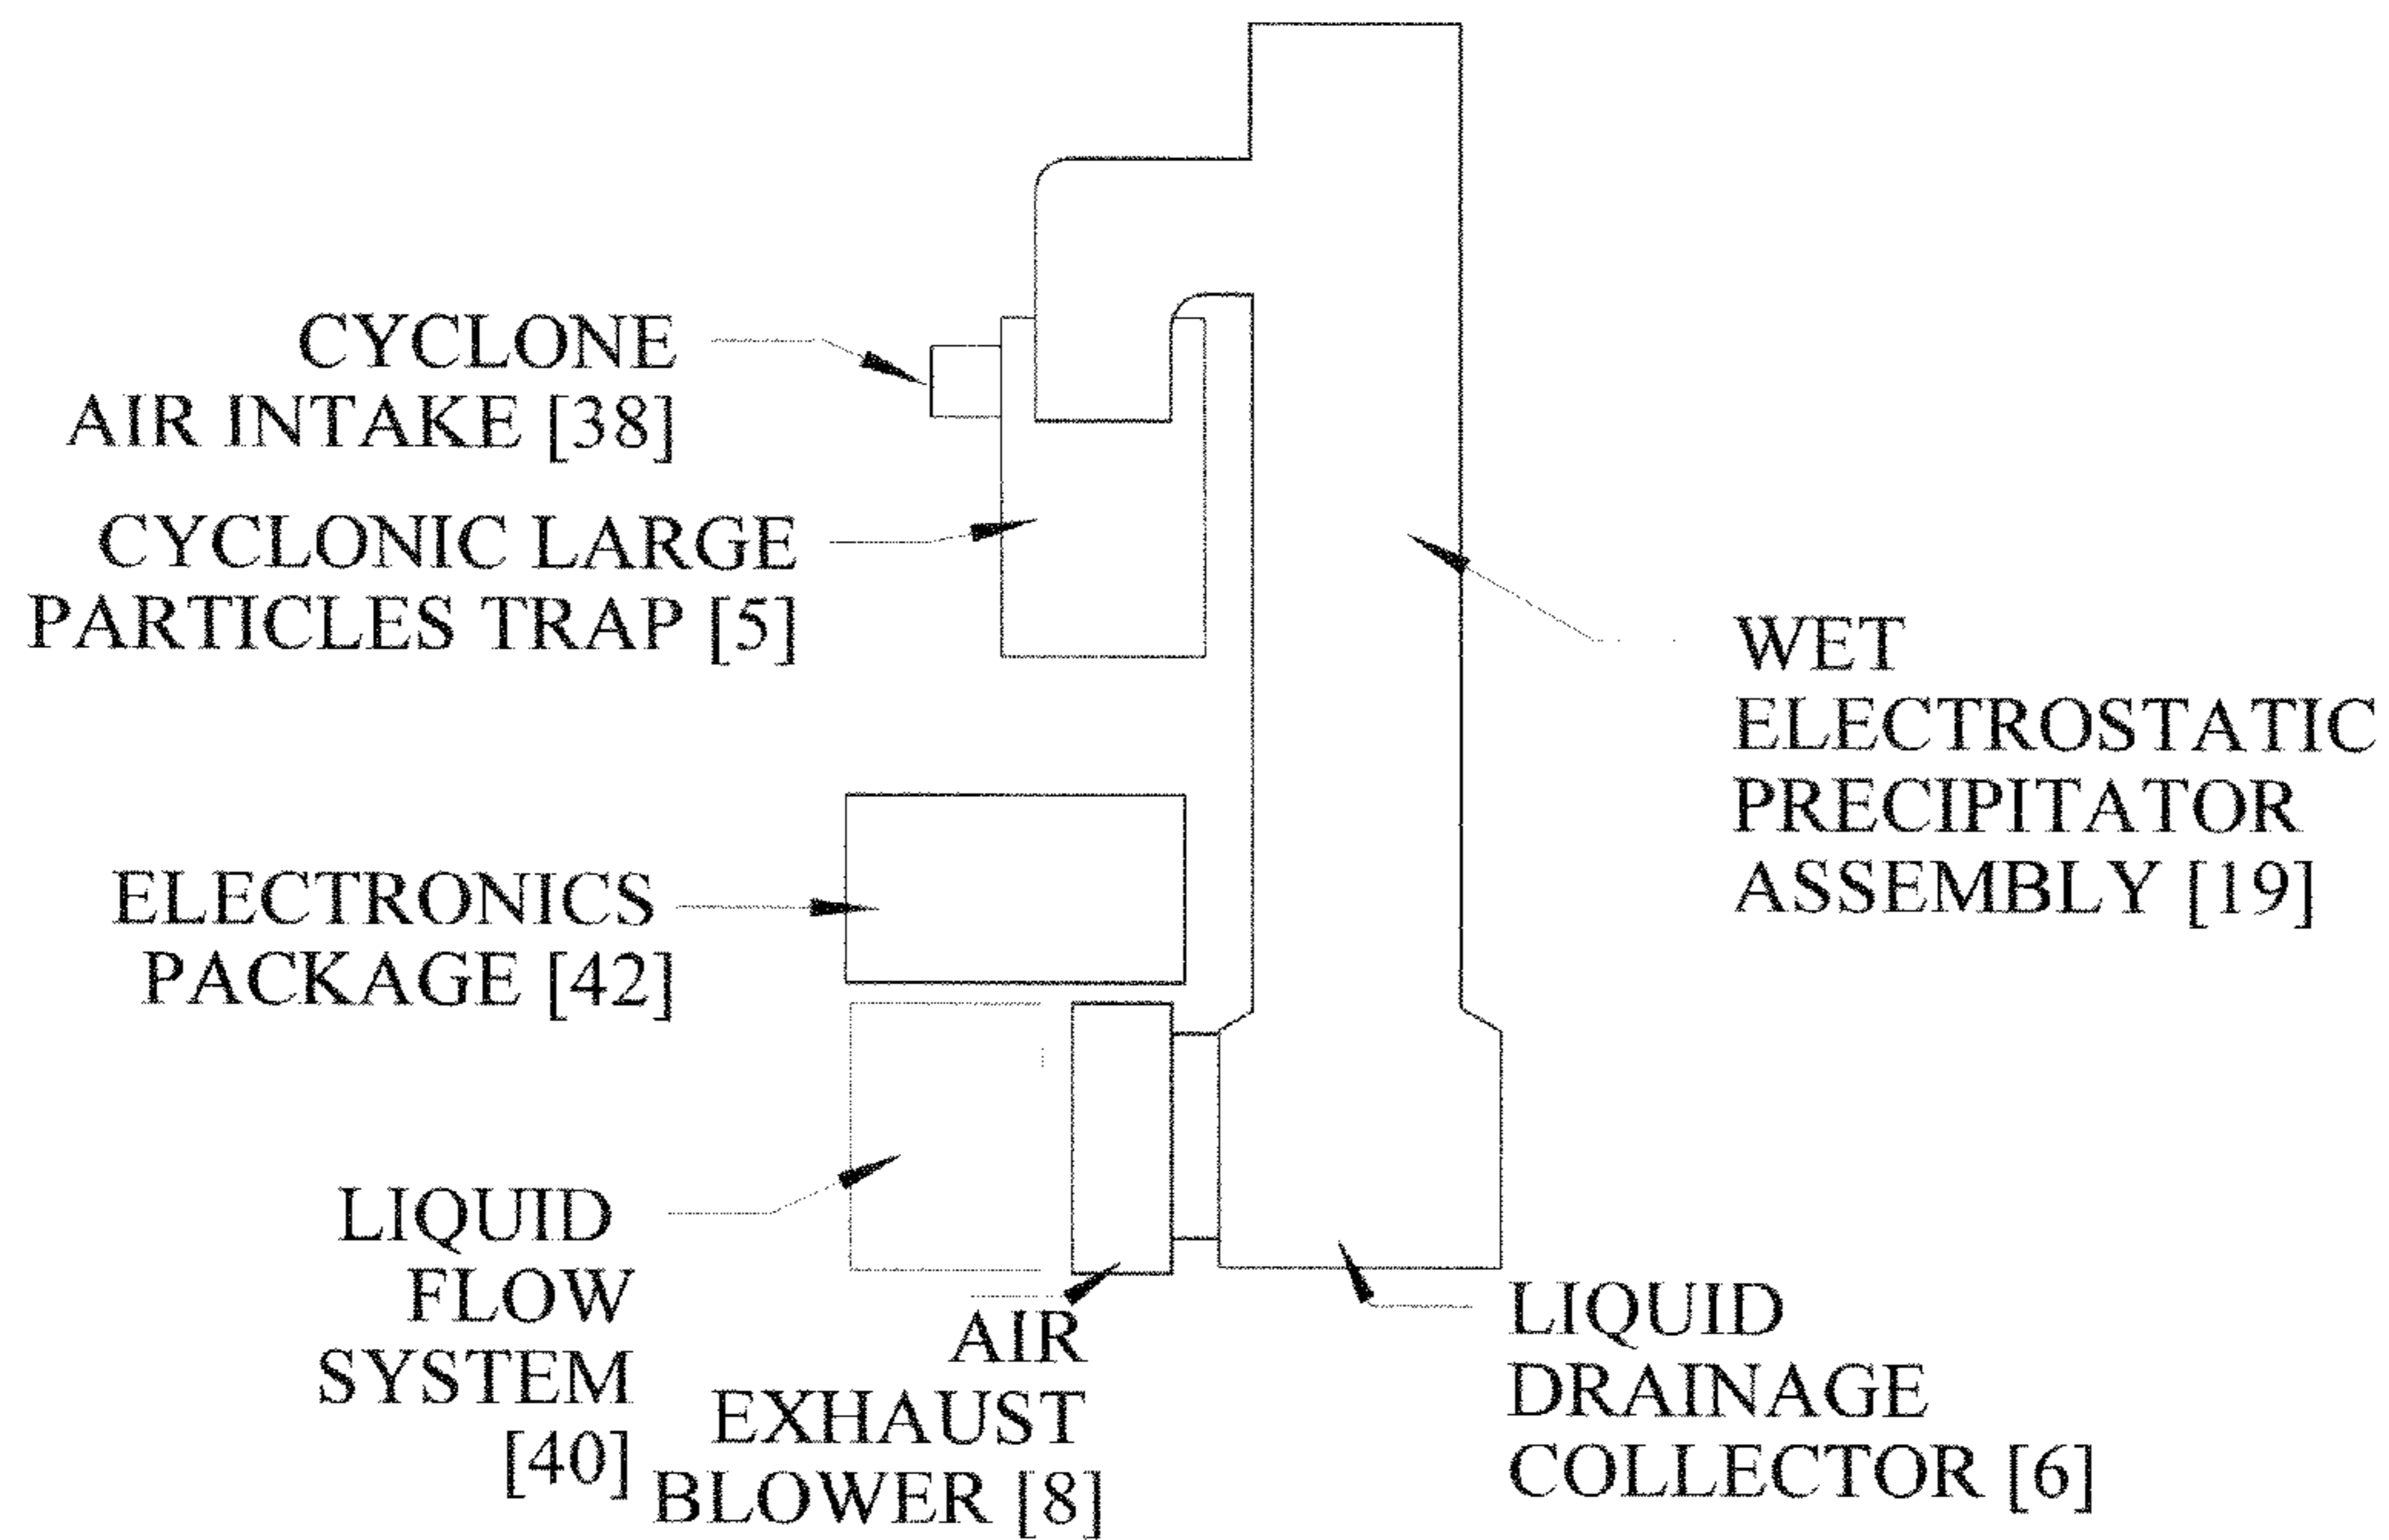 CYCLONE
AIR INTAKE [38]
CYCLONIC LARGE
PARTICLES TRAP [5]
WET
ELECTROSTATIC
PRECIPITATOR
ASSEMBLY [19]
ELECTRONICS
PACKAGE [42]
LIQUID
FLOW
SYSTEM
[40]
AIR
EXHAUST
BLOWER [8]
LIQUID
DRAINAGE
COLLECTOR [6]